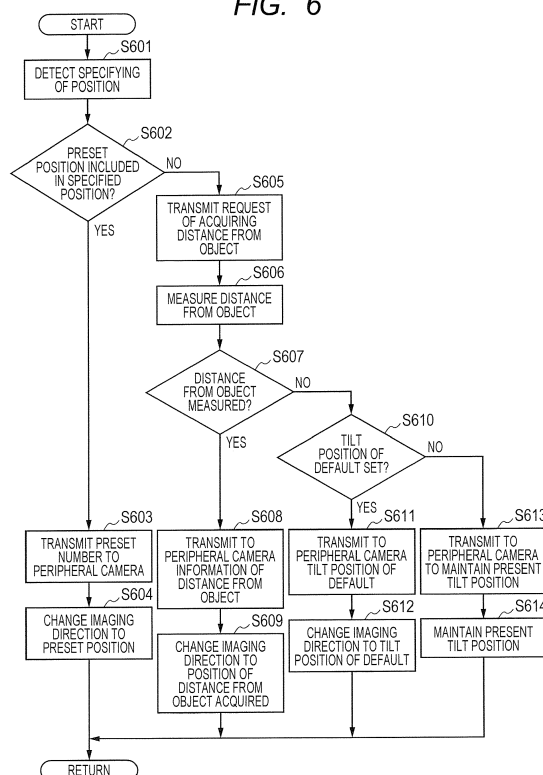 FIG. 6
START
S601
DETECT SPECIFYING
OF POSITION
S602
PRESET
POSITION INCLUDED
IN SPECIFIED
POSITION?
NO
YES
S605
TRANSMIT REQUEST
OF ACQUIRING
DISTANCE FROM
OBJECT
S606
MEASURE DISTANCE
FROM OBJECT
S607
DISTANCE
FROM OBJECT
MEASURED?
NO
YES
S610
TILT
POSITION OF
DEFAULT SET?
NO
YES
S603
TRANSMIT PRESET
NUMBER TO
PERIPHERAL CAMERA
S604
CHANGE IMAGING
DIRECTION TO
PRESET POSITION
S608
TRANSMIT TO
PERIPHERAL CAMERA
INFORMATION OF
DISTANCE FROM
OBJECT
S609
CHANGE IMAGING
DIRECTION TO
POSITION OF
DISTANCE FROM
OBJECT ACQUIRED
S611
TRANSMIT TO
PERIPHERAL CAMERA
TILT POSITION OF
DEFAULT
S612
CHANGE IMAGING
DIRECTION TO TILT
POSITION OF DEFAULT
S613
TRANSMIT TO
PERIPHERAL CAMERA
TO MAINTAIN PRESENT
TILT POSITION
S614
MAINTAIN PRESENT
TILT POSITION
RETURN